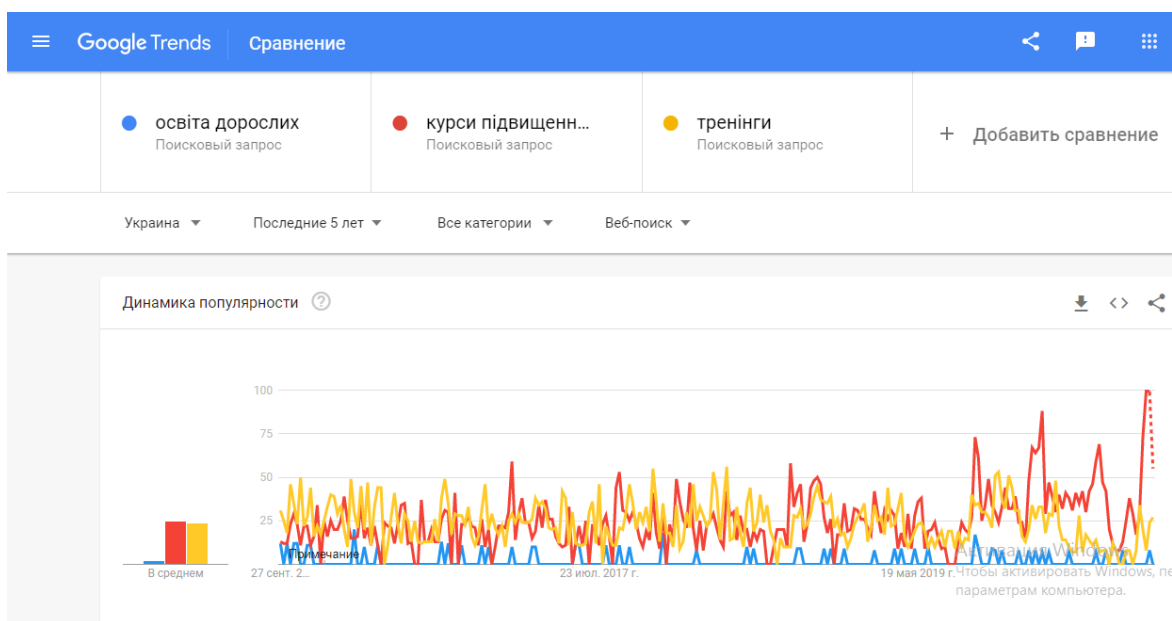 Google Trends Сравнение
освіта дорослих
Поисковый запрос
курси підвищенн...
Поисковый запрос
тренінги
Поисковый запрос
+ Добавить сравнение
Украина
Последние 5 лет
Все категории
Веб-поиск
Динамика популярности
100
75
50
25
Примечание
В среднем
27 сент. 2...
23 июл. 2017 г.
19 мая 2019 г.
Активация Windows
Чтобы активировать Windows, пе
параметрам компьютера.